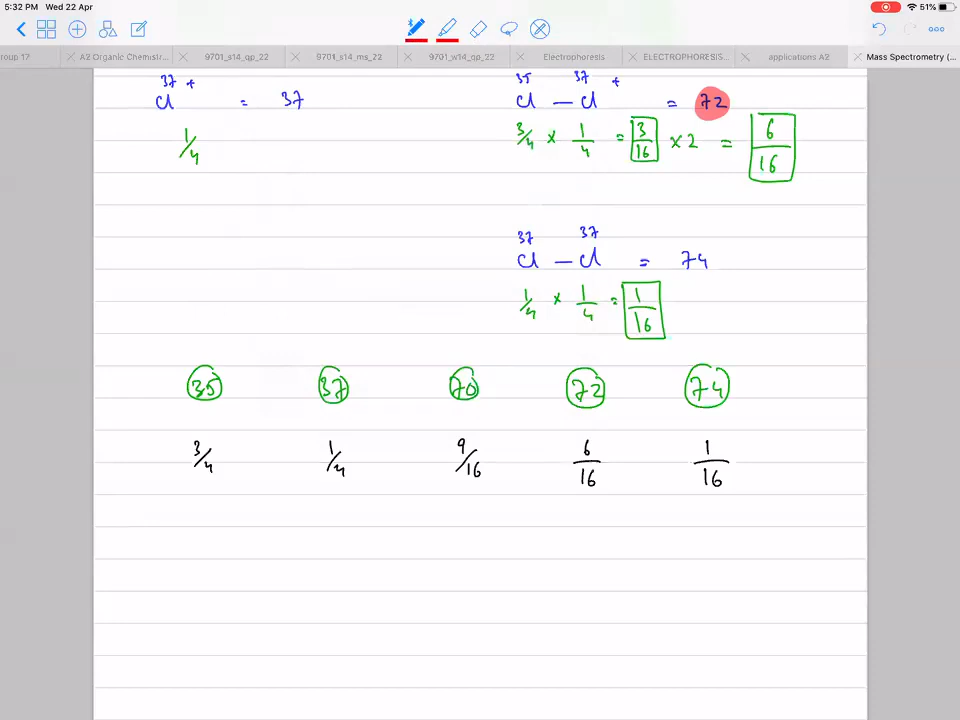 5:32 PM Wed 22 Apr 51%
roup 17 A2 Organic Chemistr... 9701_s14_qp_22 9701_s14_ms_22 9701_w14_qp_22 Electrophoresis ELECTROPHORESIS... applications A2 Mass Spectrometry (...
37 +
Cl = 37
1/4
35 37 +
Cl — Cl = 72
3/4 × 1/4 = 3/16 × 2 = 6/16
37 37
Cl — Cl = 74
1/4 × 1/4 = 1/16
35 37 70 72 74
3/4 1/4 9/16 6/16 1/16